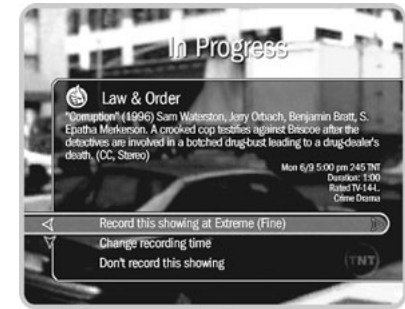 In Progress
Law & Order
"Corruption" (1996) Sam Waterston, Jerry Orbach, Benjamin Bratt, S.
Epatha Merkerson. A crooked cop testifies against Briscoe after the
detectives are involved in a botched drug-bust leading to a drug-dealer's
death. (CC, Stereo)
Mon 6/9 5:00 pm 245 TNT
Duration: 1:00
Rated TV-14-L
Crime Drama
Record this showing at Extreme (Fine)
Change recording time
Don't record this showing
TNT